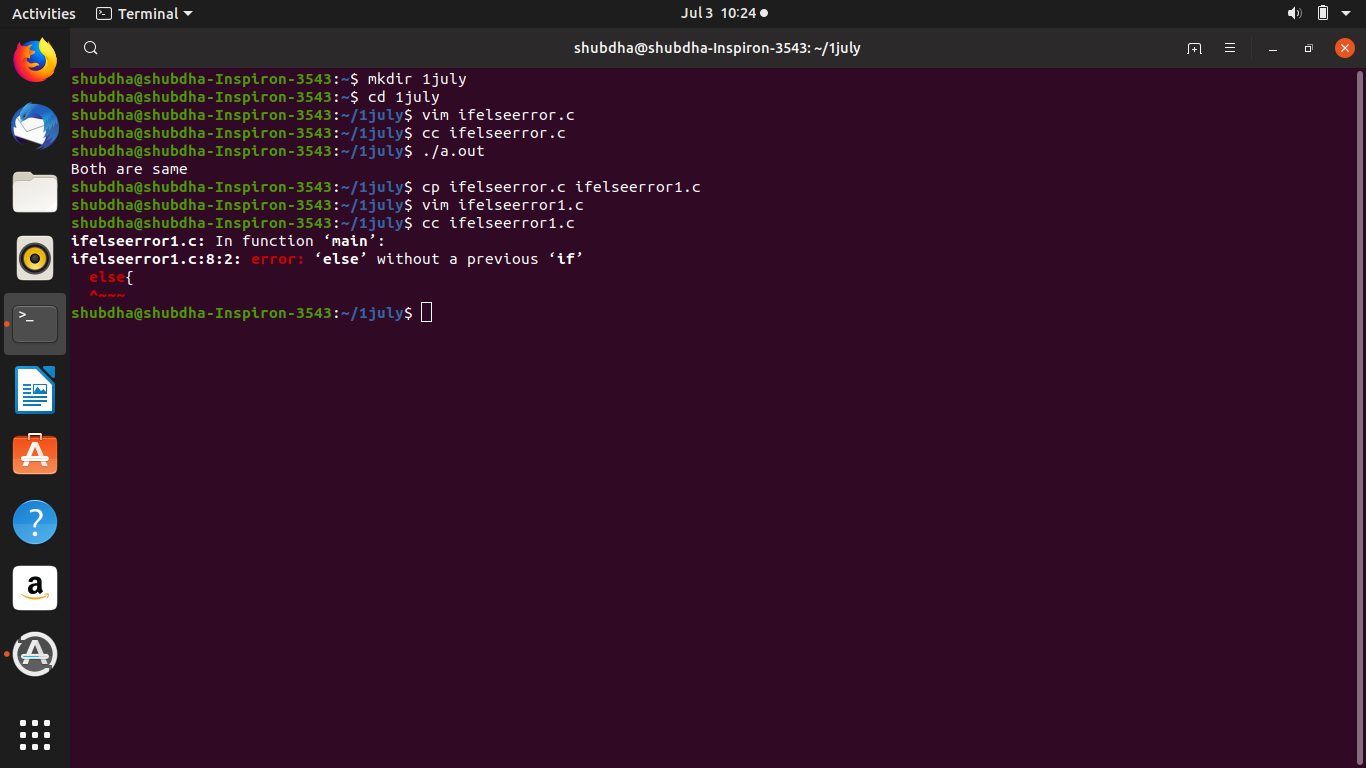 Activities Terminal Jul 3 10:24
shubdha@shubdha-Inspiron-3543: ~/1july
shubdha@shubdha-Inspiron-3543:~$ mkdir 1july
shubdha@shubdha-Inspiron-3543:~$ cd 1july
shubdha@shubdha-Inspiron-3543:~/1july$ vim ifelseerror.c
shubdha@shubdha-Inspiron-3543:~/1july$ cc ifelseerror.c
shubdha@shubdha-Inspiron-3543:~/1july$ ./a.out
Both are same
shubdha@shubdha-Inspiron-3543:~/1july$ cp ifelseerror.c ifelseerror1.c
shubdha@shubdha-Inspiron-3543:~/1july$ vim ifelseerror1.c
shubdha@shubdha-Inspiron-3543:~/1july$ cc ifelseerror1.c
ifelseerror1.c: In function ‘main’:
ifelseerror1.c:8:2: error: ‘else’ without a previous ‘if’
  else{
  ^~~~
shubdha@shubdha-Inspiron-3543:~/1july$